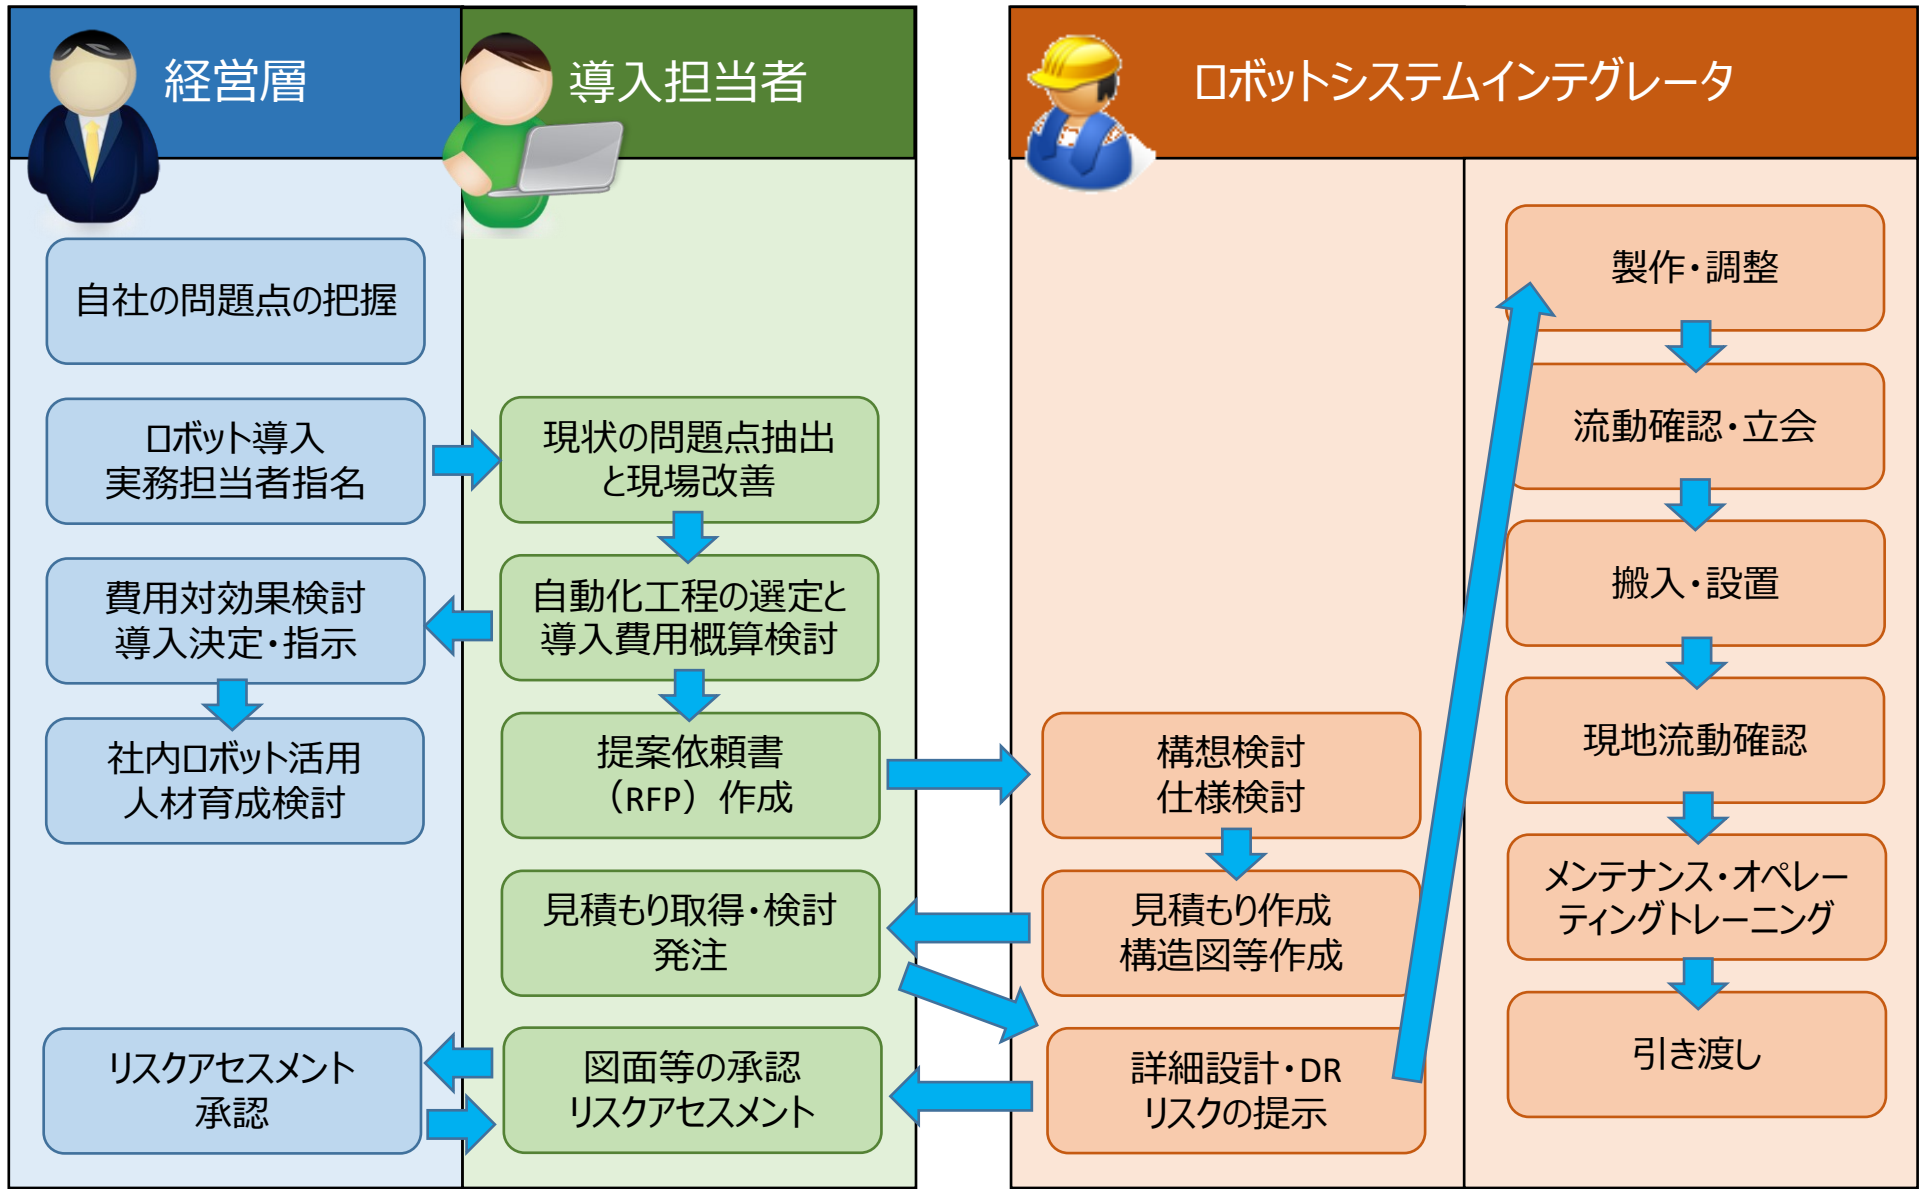 経営層
導入担当者
ロボットシステムインテグレータ
自社の問題点の把握
ロボット導入
実務担当者指名
費用対効果検討
導入決定・指示
社内ロボット活用
人材育成検討
リスクアセスメント
承認
現状の問題点抽出
と現場改善
自動化工程の選定と
導入費用概算検討
提案依頼書
（RFP）作成
見積もり取得・検討
発注
図面等の承認
リスクアセスメント
構想検討
仕様検討
見積もり作成
構造図等作成
詳細設計・DR
リスクの提示
製作・調整
流動確認・立会
搬入・設置
現地流動確認
メンテナンス・オペレー
ティングトレーニング
引き渡し